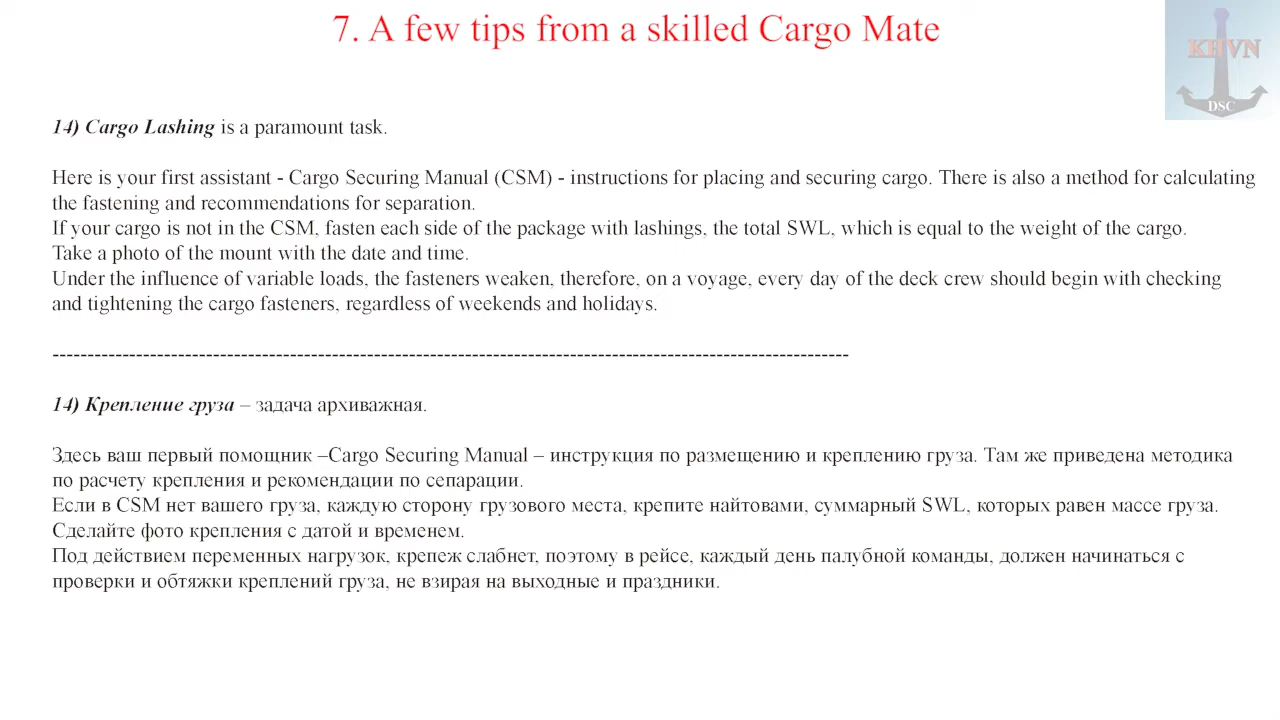 7. A few tips from a skilled Cargo Mate
KHVN
DSC
14) Cargo Lashing is a paramount task.
Here is your first assistant - Cargo Securing Manual (CSM) - instructions for placing and securing cargo. There is also a method for calculating
the fastening and recommendations for separation.
If your cargo is not in the CSM, fasten each side of the package with lashings, the total SWL, which is equal to the weight of the cargo.
Take a photo of the mount with the date and time.
Under the influence of variable loads, the fasteners weaken, therefore, on a voyage, every day of the deck crew should begin with checking
and tightening the cargo fasteners, regardless of weekends and holidays.
------------------------------------------------------------------------------------------------------------------
14) Крепление груза – задача архиважная.
Здесь ваш первый помощник –Cargo Securing Manual – инструкция по размещению и креплению груза. Там же приведена методика
по расчету крепления и рекомендации по сепарации.
Если в CSM нет вашего груза, каждую сторону грузового места, крепите найтовами, суммарный SWL, которых равен массе груза.
Сделайте фото крепления с датой и временем.
Под действием переменных нагрузок, крепеж слабнет, поэтому в рейсе, каждый день палубной команды, должен начинаться с
проверки и обтяжки креплений груза, не взирая на выходные и праздники.